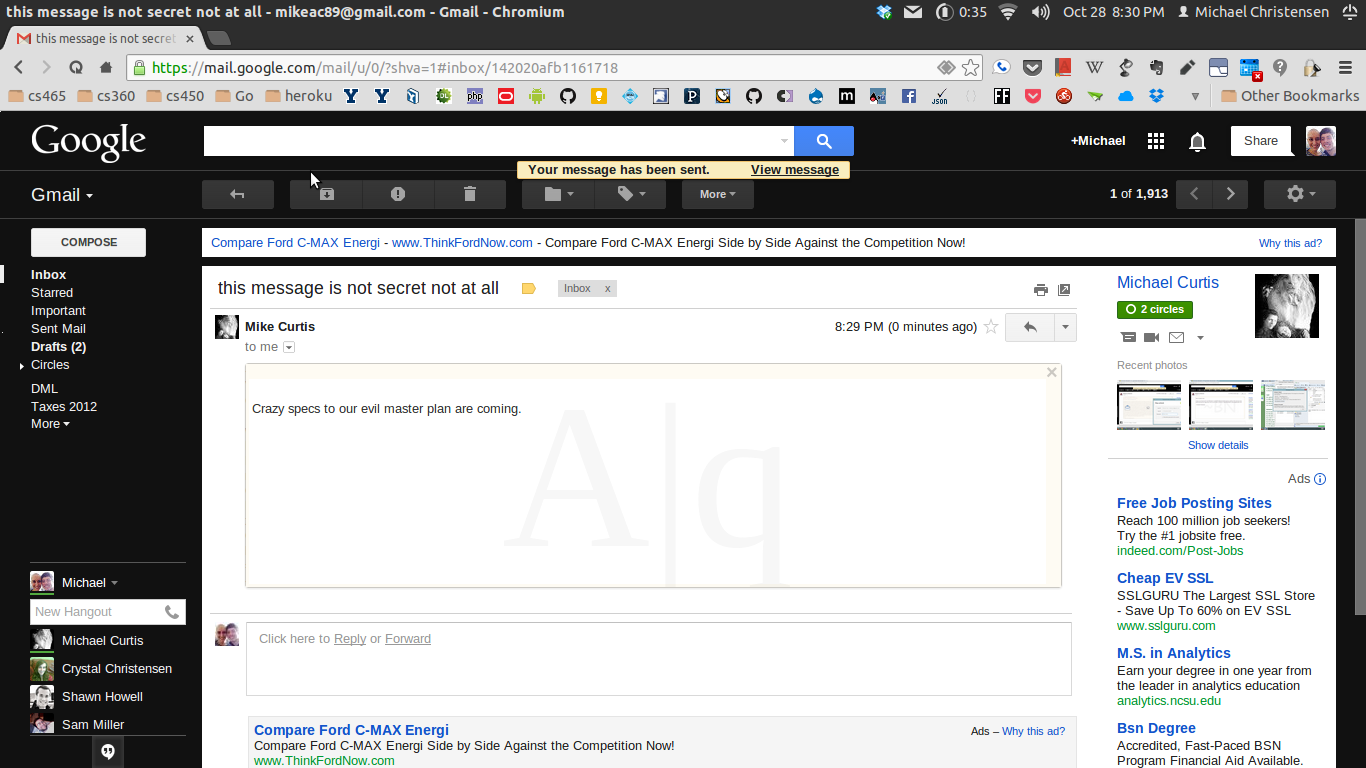 this message is not secret not at all - mikeac89@gmail.com - Gmail - Chromium
0:35 Oct 28 8:30 PM Michael Christensen
this message is not secret
https://mail.google.com/mail/u/0/?shva=1#inbox/142020afb1161718
cs465 cs360 cs450 Go heroku Other Bookmarks
Google
+Michael Share
Your message has been sent. View message
Gmail
More
1 of 1,913
COMPOSE
Compare Ford C-MAX Energi - www.ThinkFordNow.com - Compare Ford C-MAX Energi Side by Side Against the Competition Now! Why this ad?
Inbox
Starred
Important
Sent Mail
Drafts (2)
Circles
DML
Taxes 2012
More
this message is not secret not at all Inbox x
Mike Curtis 8:29 PM (0 minutes ago)
to me
Crazy specs to our evil master plan are coming.
A|q
Click here to Reply or Forward
Compare Ford C-MAX Energi Ads – Why this ad?
Compare Ford C-MAX Energi Side by Side Against the Competition Now!
www.ThinkFordNow.com
Michael Curtis
2 circles
Recent photos
Show details
Ads
Free Job Posting Sites
Reach 100 million job seekers!
Try the #1 jobsite free.
indeed.com/Post-Jobs
Cheap EV SSL
SSLGURU The Largest SSL Store
- Save Up To 60% on EV SSL
www.sslguru.com
M.S. in Analytics
Earn your degree in one year from
the leader in analytics education
analytics.ncsu.edu
Bsn Degree
Accredited, Fast-Paced BSN
Program Financial Aid Available.
Michael
New Hangout
Michael Curtis
Crystal Christensen
Shawn Howell
Sam Miller